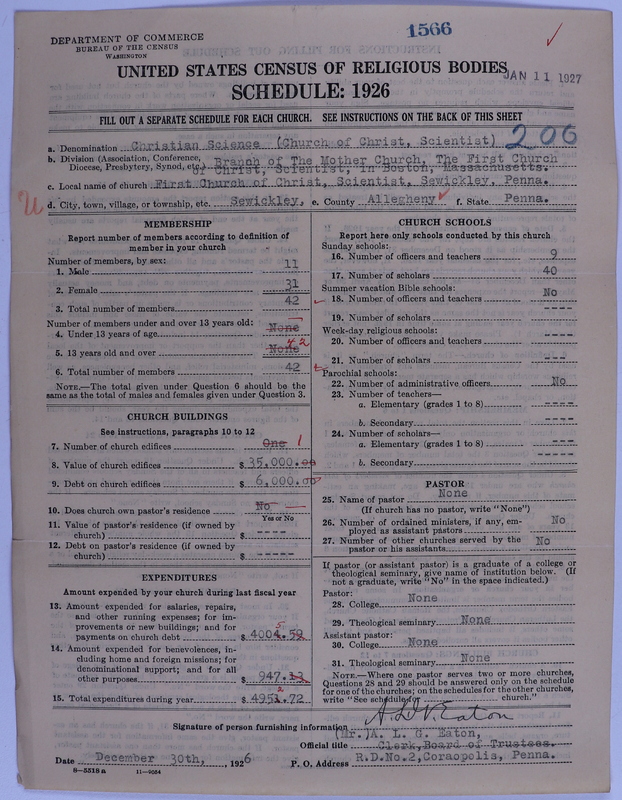 1566
DEPARTMENT OF COMMERCE
BUREAU OF THE CENSUS
WASHINGTON
UNITED STATES CENSUS OF RELIGIOUS BODIES
JAN 11 1927
SCHEDULE: 1926
FILL OUT A SEPARATE SCHEDULE FOR EACH CHURCH. SEE INSTRUCTIONS ON THE BACK OF THIS SHEET
206
a. Denomination Christian Science (Church of Christ, Scientist)
b. Division (Association, Conference, Diocese, Presbytery, Synod, etc.) Branch of The Mother Church, The First Church
of Christ, Scientist, in Boston, Massachusetts.
c. Local name of church First Church of Christ, Scientist, Sewickley, Penna.
d. City, town, village, or township, etc. Sewickley, e. County Allegheny f. State Penna.
MEMBERSHIP
Report number of members according to definition of
member in your church
Number of members, by sex:
1. Male 11
2. Female 31
3. Total number of members 42
Number of members under and over 13 years old:
4. Under 13 years of age None
5. 13 years old and over None 42
6. Total number of members 42
NOTE.—The total given under Question 6 should be the
same as the total of males and females given under Question 3.
CHURCH BUILDINGS
See instructions, paragraphs 10 to 12
7. Number of church edifices One 1
8. Value of church edifices $35,000.00
9. Debt on church edifices $6,000.00
10. Does church own pastor's residence No
Yes or No
11. Value of pastor's residence (if owned by
church) $ -----
12. Debt on pastor's residence (if owned by
church) $ -----
EXPENDITURES
Amount expended by your church during last fiscal year
13. Amount expended for salaries, repairs,
and other running expenses; for im-
provements or new buildings; and for
payments on church debt $ 4004.59 5
14. Amount expended for benevolences, in-
cluding home and foreign missions; for
denominational support; and for all
other purposes $ 947.13
15. Total expenditures during year $ 4951.72 2
CHURCH SCHOOLS
Report here only schools conducted by this church
Sunday schools:
16. Number of officers and teachers 9
17. Number of scholars 40
Summer vacation Bible schools:
18. Number of officers and teachers No
19. Number of scholars ----
Week-day religious schools:
20. Number of officers and teachers ----
21. Number of scholars ---
Parochial schools:
22. Number of administrative officers No
23. Number of teachers—
a. Elementary (grades 1 to 8) ----
b. Secondary ----
24. Number of scholars—
a. Elementary (grades 1 to 8) ---
b. Secondary -----
PASTOR
25. Name of pastor None
(If church has no pastor, write "None")
26. Number of ordained ministers, if any, em-
ployed as assistant pastors No
27. Number of other churches served by the
pastor or his assistants No
If pastor (or assistant pastor) is a graduate of a college or
theological seminary, give name of institution below. (If
not a graduate, write "No" in the space indicated.)
Pastor:
28. College None
29. Theological seminary None
Assistant pastor:
30. College None
31. Theological seminary None
NOTE.—Where one pastor serves two or more churches,
Questions 28 and 29 should be answered only on the schedule
for one of the churches; on the schedules for the other churches,
write "See schedule for church."
Signature of person furnishing information
(Mr.) A. L. G. Eaton,
Official title Clerk, Board of Trustees.
Date December 30th, 1926 P. O. Address R.D.No.2, Coraopolis, Penna.
8—5518a 11—9054